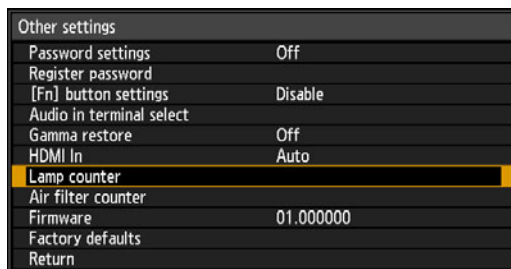 Other settings
Password settings Off
Register password
[Fn] button settings Disable
Audio in terminal select
Gamma restore Off
HDMI In Auto
Lamp counter
Air filter counter
Firmware 01.000000
Factory defaults
Return